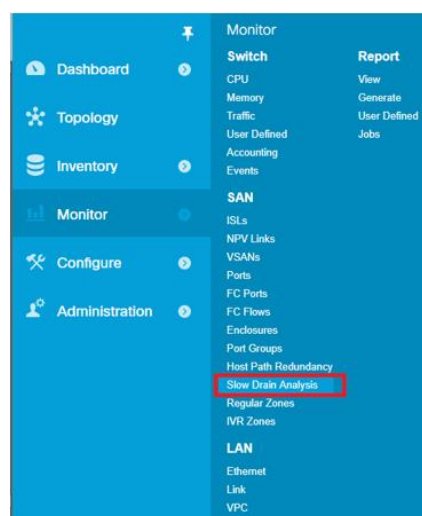 Dashboard
Topology
Inventory
Monitor
Configure
Administration
Monitor
Switch
CPU
Memory
Traffic
User Defined
Accounting
Events
SAN
ISLs
NPV Links
VSANs
Ports
FC Ports
FC Flows
Enclosures
Port Groups
Host Path Redundancy
Slow Drain Analysis
Regular Zones
IVR Zones
LAN
Ethernet
Link
VPC
Report
View
Generate
User Defined
Jobs